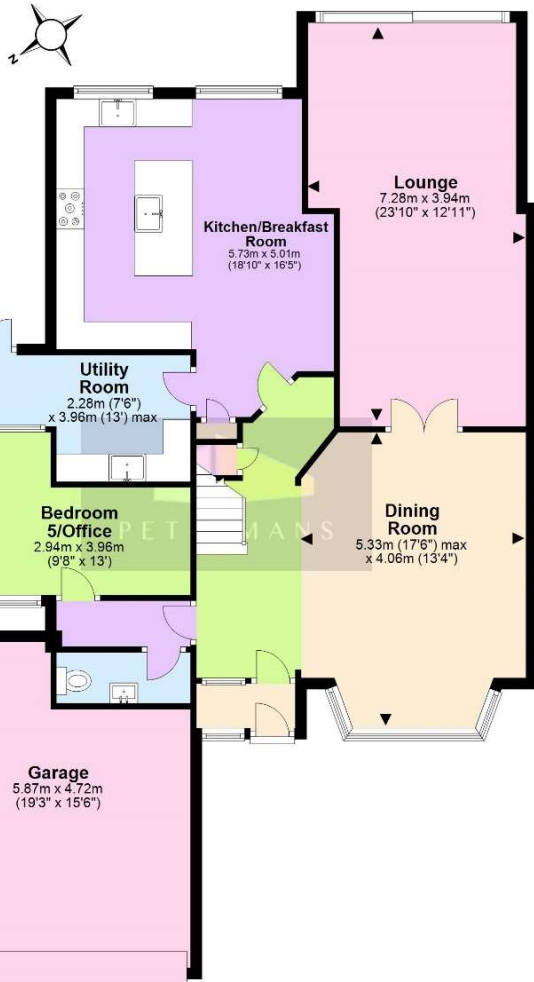 N
Lounge
7.28m x 3.94m
(23'10" x 12'11")
Kitchen/Breakfast
Room
5.73m x 5.01m
(18'10" x 16'5")
Utility
Room
2.28m (7'6")
x 3.96m (13') max
Bedroom
5/Office
2.94m x 3.96m
(9'8" x 13')
Dining
Room
5.33m (17'6") max
x 4.06m (13'4")
Garage
5.87m x 4.72m
(19'3" x 15'6")